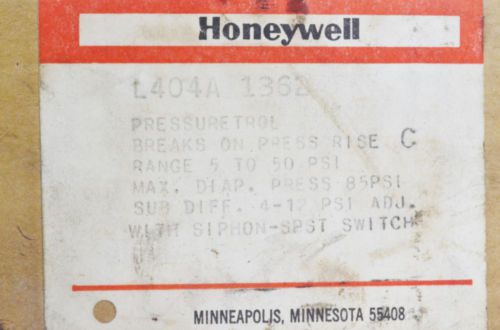 Honeywell
L404A 1362
PRESSURETROL
BREAKS ON PRESS RISE C
RANGE 5 TO 50 PSI
MAX. DIAP. PRESS 85PSI
SUB DIFF. 4-12 PSI ADJ.
WITH SIPHON-SPST SWITCH
MINNEAPOLIS, MINNESOTA 55408